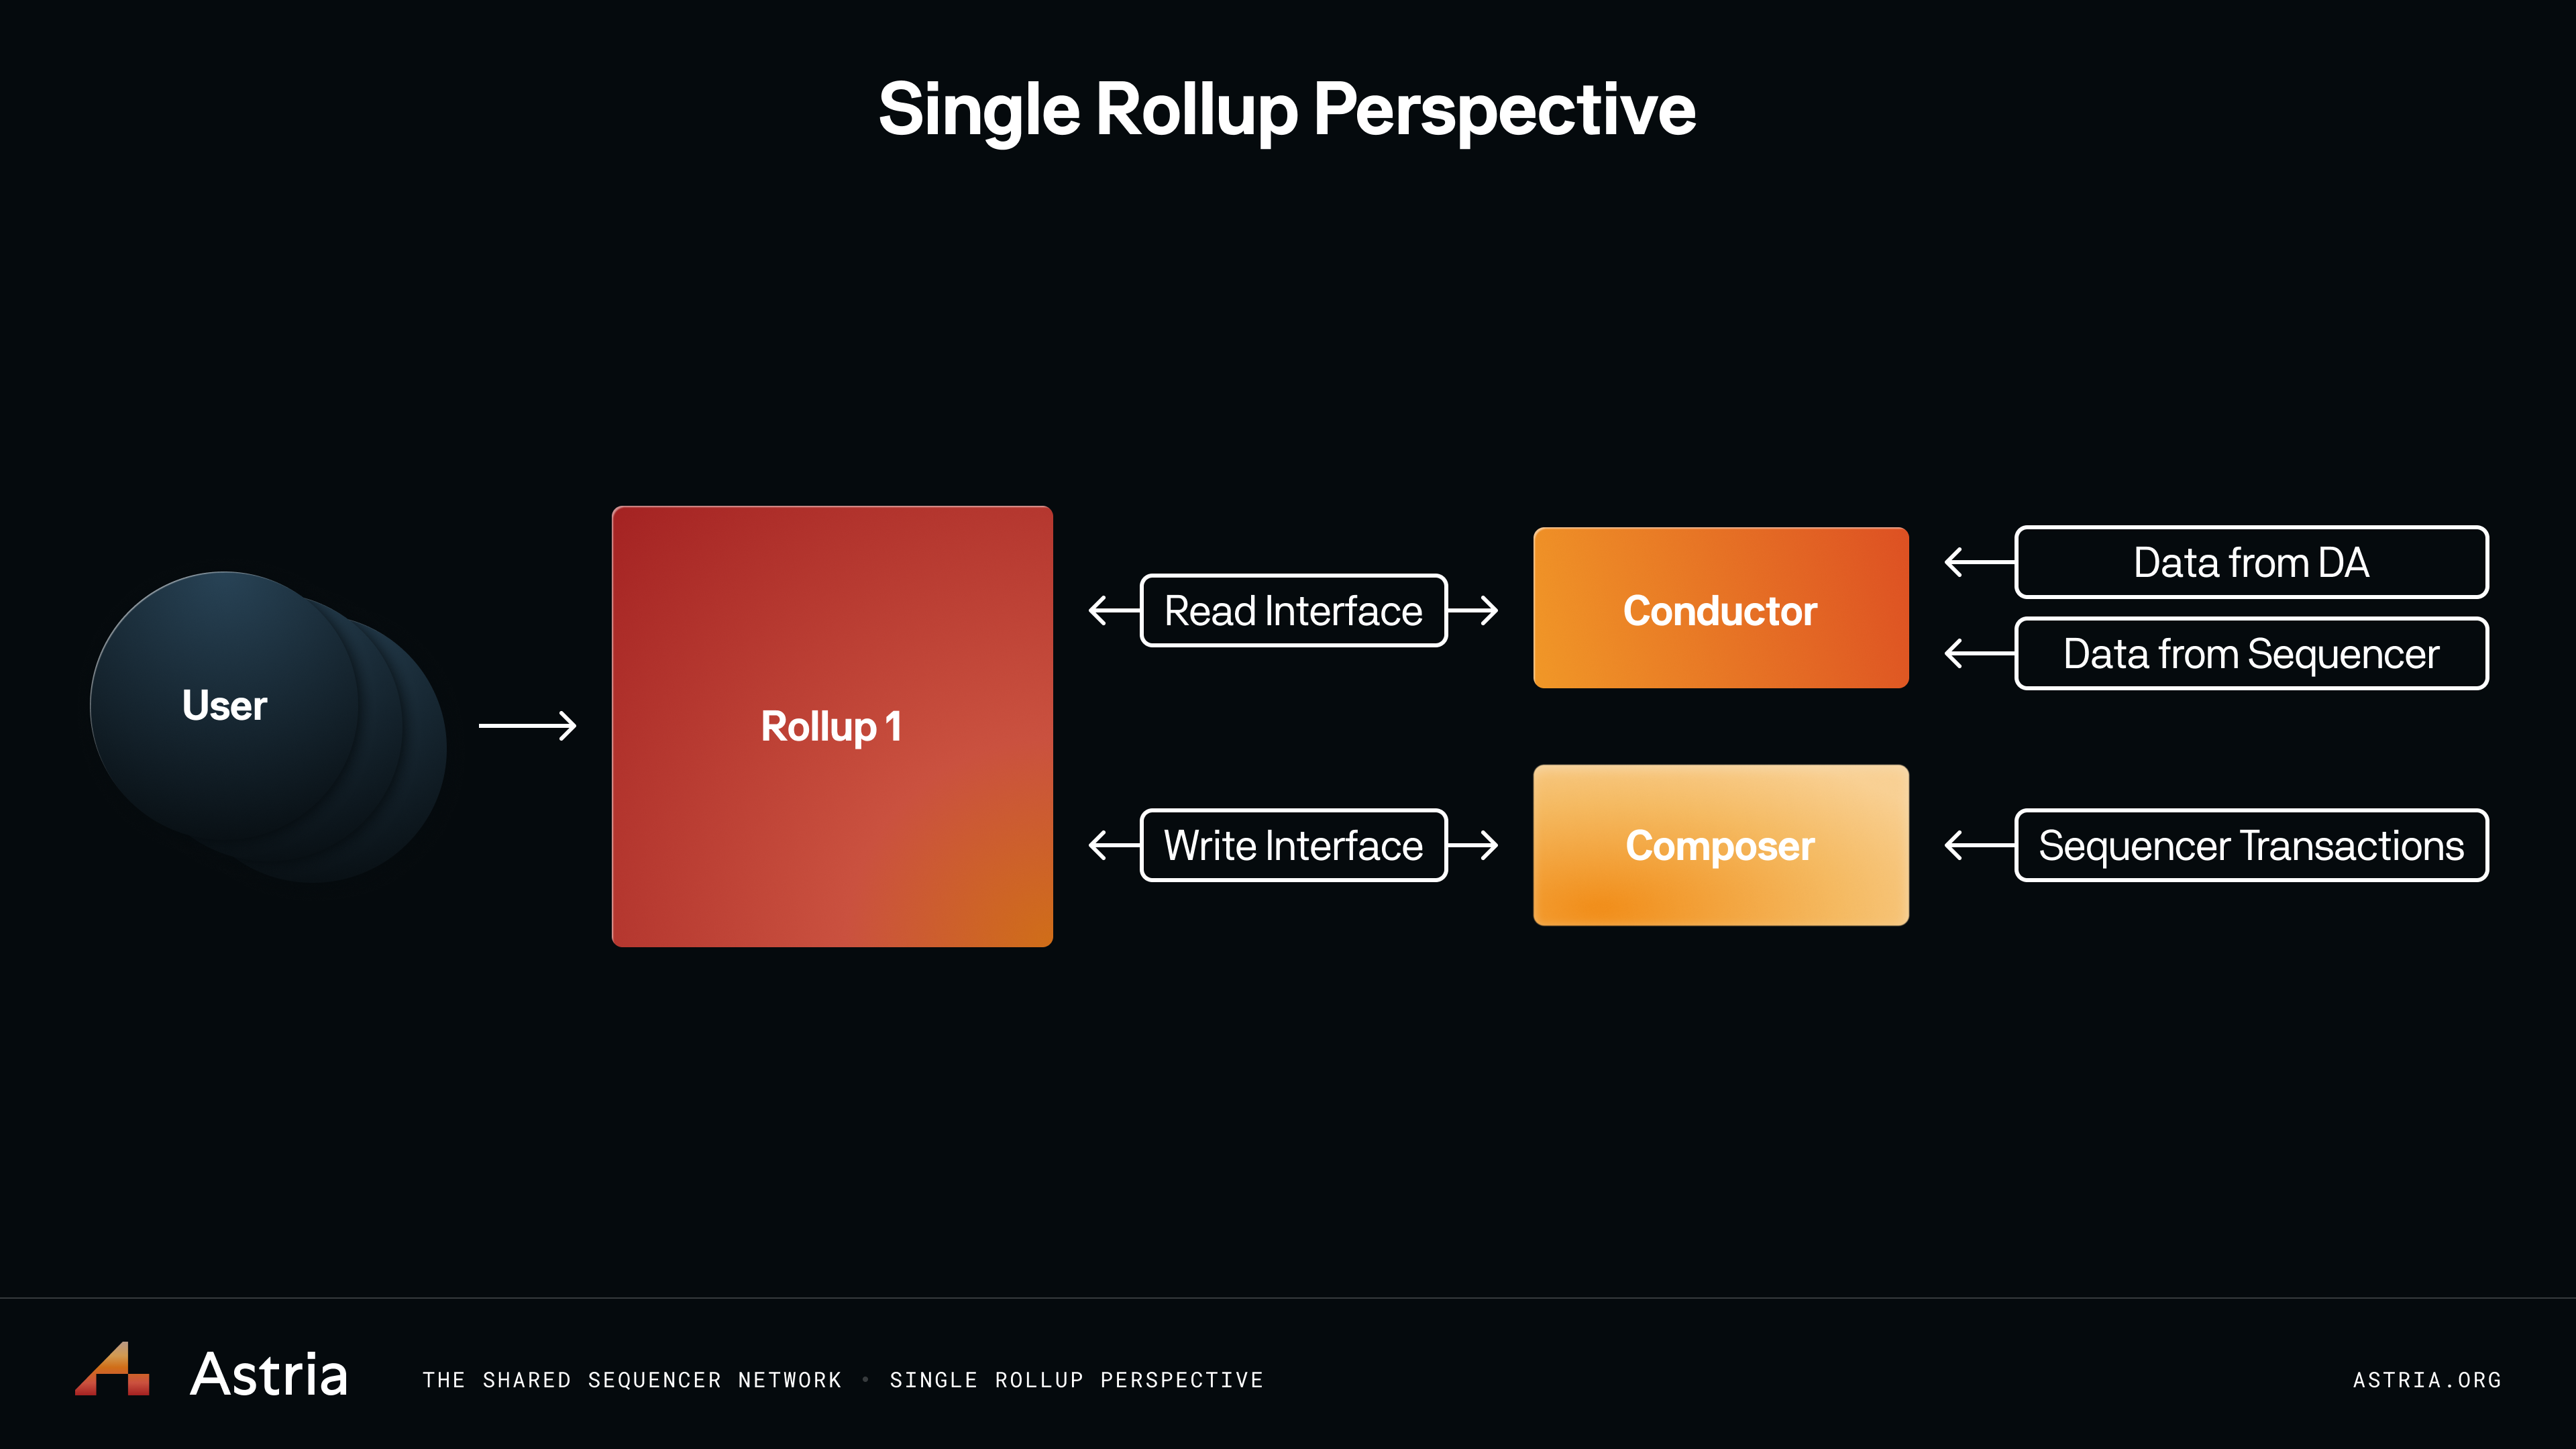 Single Rollup Perspective
User
Rollup 1
Read Interface
Conductor
Data from DA
Data from Sequencer
Write Interface
Composer
Sequencer Transactions
Astria
THE SHARED SEQUENCER NETWORK • SINGLE ROLLUP PERSPECTIVE
ASTRIA.ORG